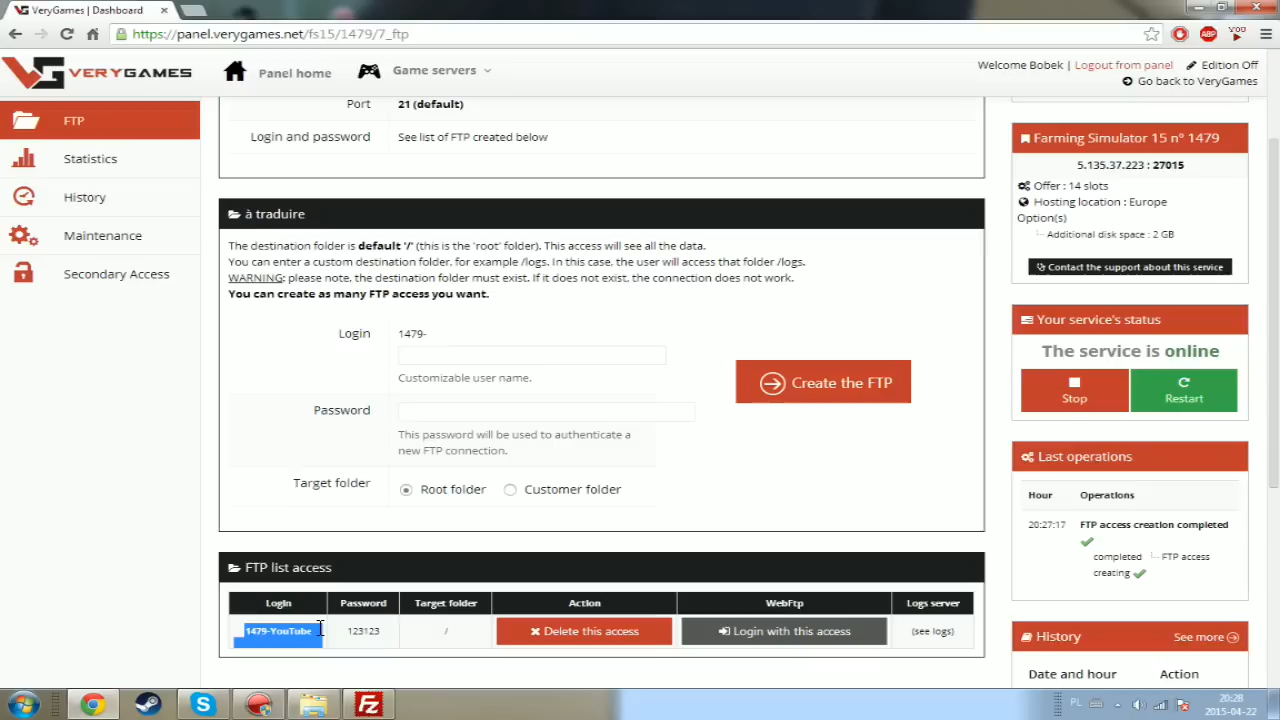 VeryGames | Dashboard
https://panel.verygames.net/fs15/1479/7_ftp
ABP
VERYGAMES
Panel home
Game servers
Welcome Bobek | Logout from panel
Edition Off
Go back to VeryGames
FTP
Statistics
History
Maintenance
Secondary Access
Port
21 (default)
Login and password
See list of FTP created below
à traduire
The destination folder is default '/' (this is the 'root' folder). This access will see all the data.
You can enter a custom destination folder, for example /logs. In this case, the user will access that folder /logs.
WARNING: please note, the destination folder must exist. If it does not exist, the connection does not work.
You can create as many FTP access you want.
Login
1479-
Customizable user name.
Create the FTP
Password
This password will be used to authenticate a
new FTP connection.
Target folder
Root folder
Customer folder
FTP list access
Login Password Target folder Action WebFtp Logs server
1479-YouTube 123123 / Delete this access Login with this access (see logs)
Farming Simulator 15 n° 1479
5.135.37.223 : 27015
Offer : 14 slots
Hosting location : Europe
Option(s)
Additional disk space : 2 GB
Contact the support about this service
Your service's status
The service is online
Stop
Restart
Last operations
Hour Operations
20:27:17 FTP access creation completed
completed FTP access
creating
History See more
Date and hour Action
PL
20:28
2015-04-22